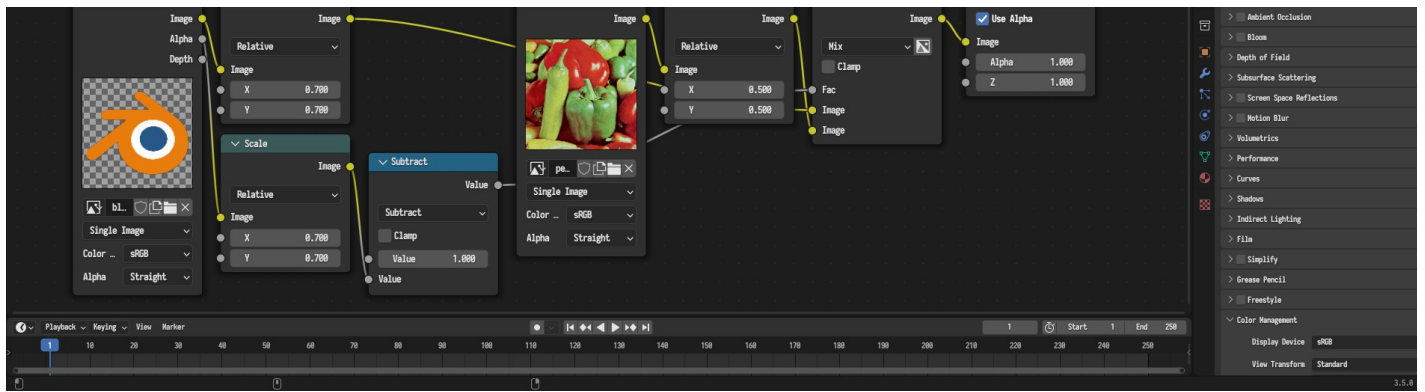 Image
Alpha
Depth
bl…
Single Image
Color … sRGB
Alpha Straight
Image
Relative
Image
X 0.700
Y 0.700
Scale
Image
Relative
Image
X 0.700
Y 0.700
Subtract
Value
Subtract
Clamp
Value 1.000
Value
Image
pe…
Single Image
Color … sRGB
Alpha Straight
Image
Relative
Image
X 0.500
Y 0.500
Image
Mix
Clamp
Fac
Image
Image
Use Alpha
Image
Alpha 1.000
Z 1.000
Ambient Occlusion
Bloom
Depth of Field
Subsurface Scattering
Screen Space Reflections
Motion Blur
Volumetrics
Performance
Curves
Shadows
Indirect Lighting
Film
Simplify
Grease Pencil
Freestyle
Color Management
Display Device sRGB
View Transform Standard
Playback Keying View Marker 1 Start 1 End 250
1 10 20 30 40 50 60 70 80 90 100 110 120 130 140 150 160 170 180 190 200 210 220 230 240 250
3.5.0